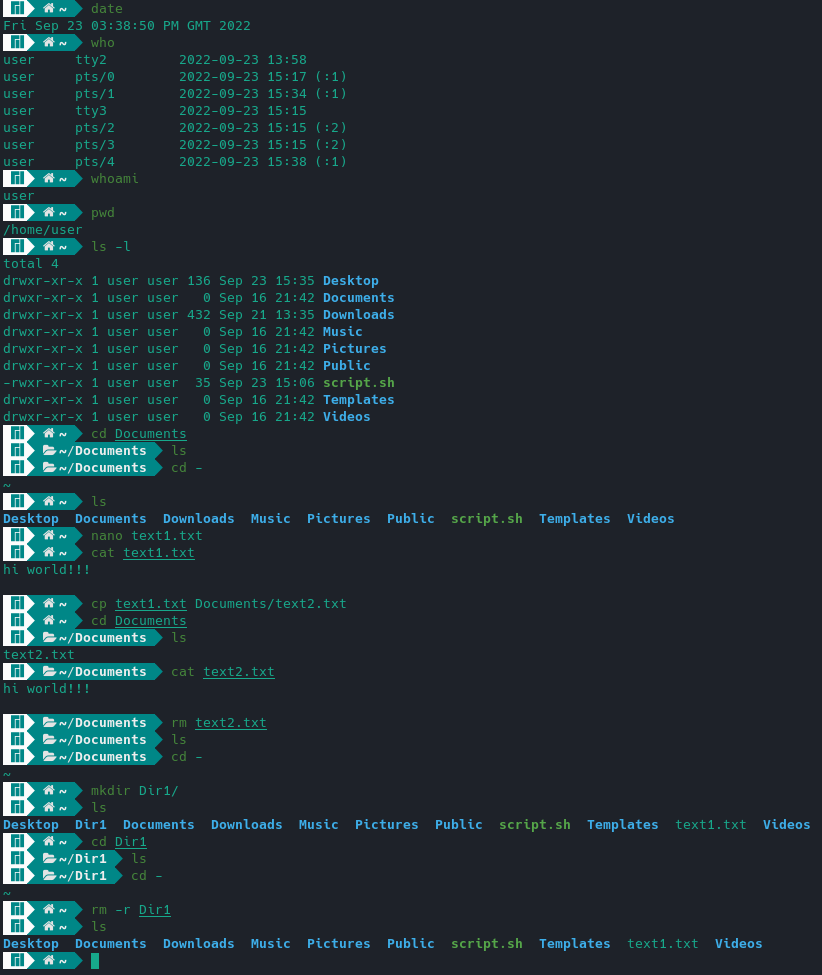 ~ date
Fri Sep 23 03:38:50 PM GMT 2022
~ who
user     tty2         2022-09-23 13:58
user     pts/0        2022-09-23 15:17 (:1)
user     pts/1        2022-09-23 15:34 (:1)
user     tty3         2022-09-23 15:15
user     pts/2        2022-09-23 15:15 (:2)
user     pts/3        2022-09-23 15:15 (:2)
user     pts/4        2022-09-23 15:38 (:1)
~ whoami
user
~ pwd
/home/user
~ ls -l
total 4
drwxr-xr-x 1 user user 136 Sep 23 15:35 Desktop
drwxr-xr-x 1 user user   0 Sep 16 21:42 Documents
drwxr-xr-x 1 user user 432 Sep 21 13:35 Downloads
drwxr-xr-x 1 user user   0 Sep 16 21:42 Music
drwxr-xr-x 1 user user   0 Sep 16 21:42 Pictures
drwxr-xr-x 1 user user   0 Sep 16 21:42 Public
-rwxr-xr-x 1 user user  35 Sep 23 15:06 script.sh
drwxr-xr-x 1 user user   0 Sep 16 21:42 Templates
drwxr-xr-x 1 user user   0 Sep 16 21:42 Videos
~ cd Documents
~/Documents ls
~/Documents cd -
~
~ ls
Desktop  Documents  Downloads  Music  Pictures  Public  script.sh  Templates  Videos
~ nano text1.txt
~ cat text1.txt
hi world!!!
~ cp text1.txt Documents/text2.txt
~ cd Documents
~/Documents ls
text2.txt
~/Documents cat text2.txt
hi world!!!
~/Documents rm text2.txt
~/Documents ls
~/Documents cd -
~
~ mkdir Dir1/
~ ls
Desktop  Dir1  Documents  Downloads  Music  Pictures  Public  script.sh  Templates  text1.txt  Videos
~ cd Dir1
~/Dir1 ls
~/Dir1 cd -
~
~ rm -r Dir1
~ ls
Desktop  Documents  Downloads  Music  Pictures  Public  script.sh  Templates  text1.txt  Videos
~